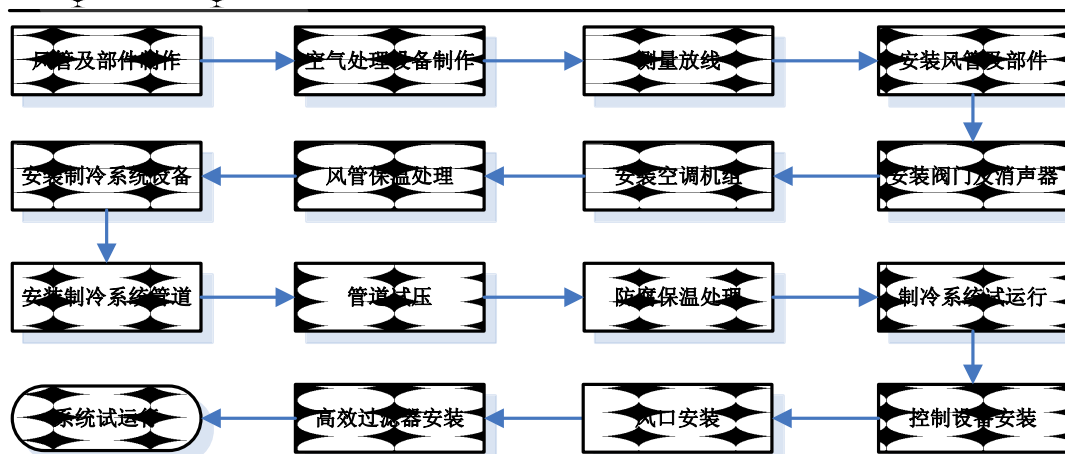 风管及部件制作
空气处理设备制作
测量放线
安装风管及部件
安装阀门及消声器
安装空调机组
风管保温处理
安装制冷系统设备
安装制冷系统管道
管道试压
防腐保温处理
制冷系统试运行
控制设备安装
风口安装
高效过滤器安装
系统试运行